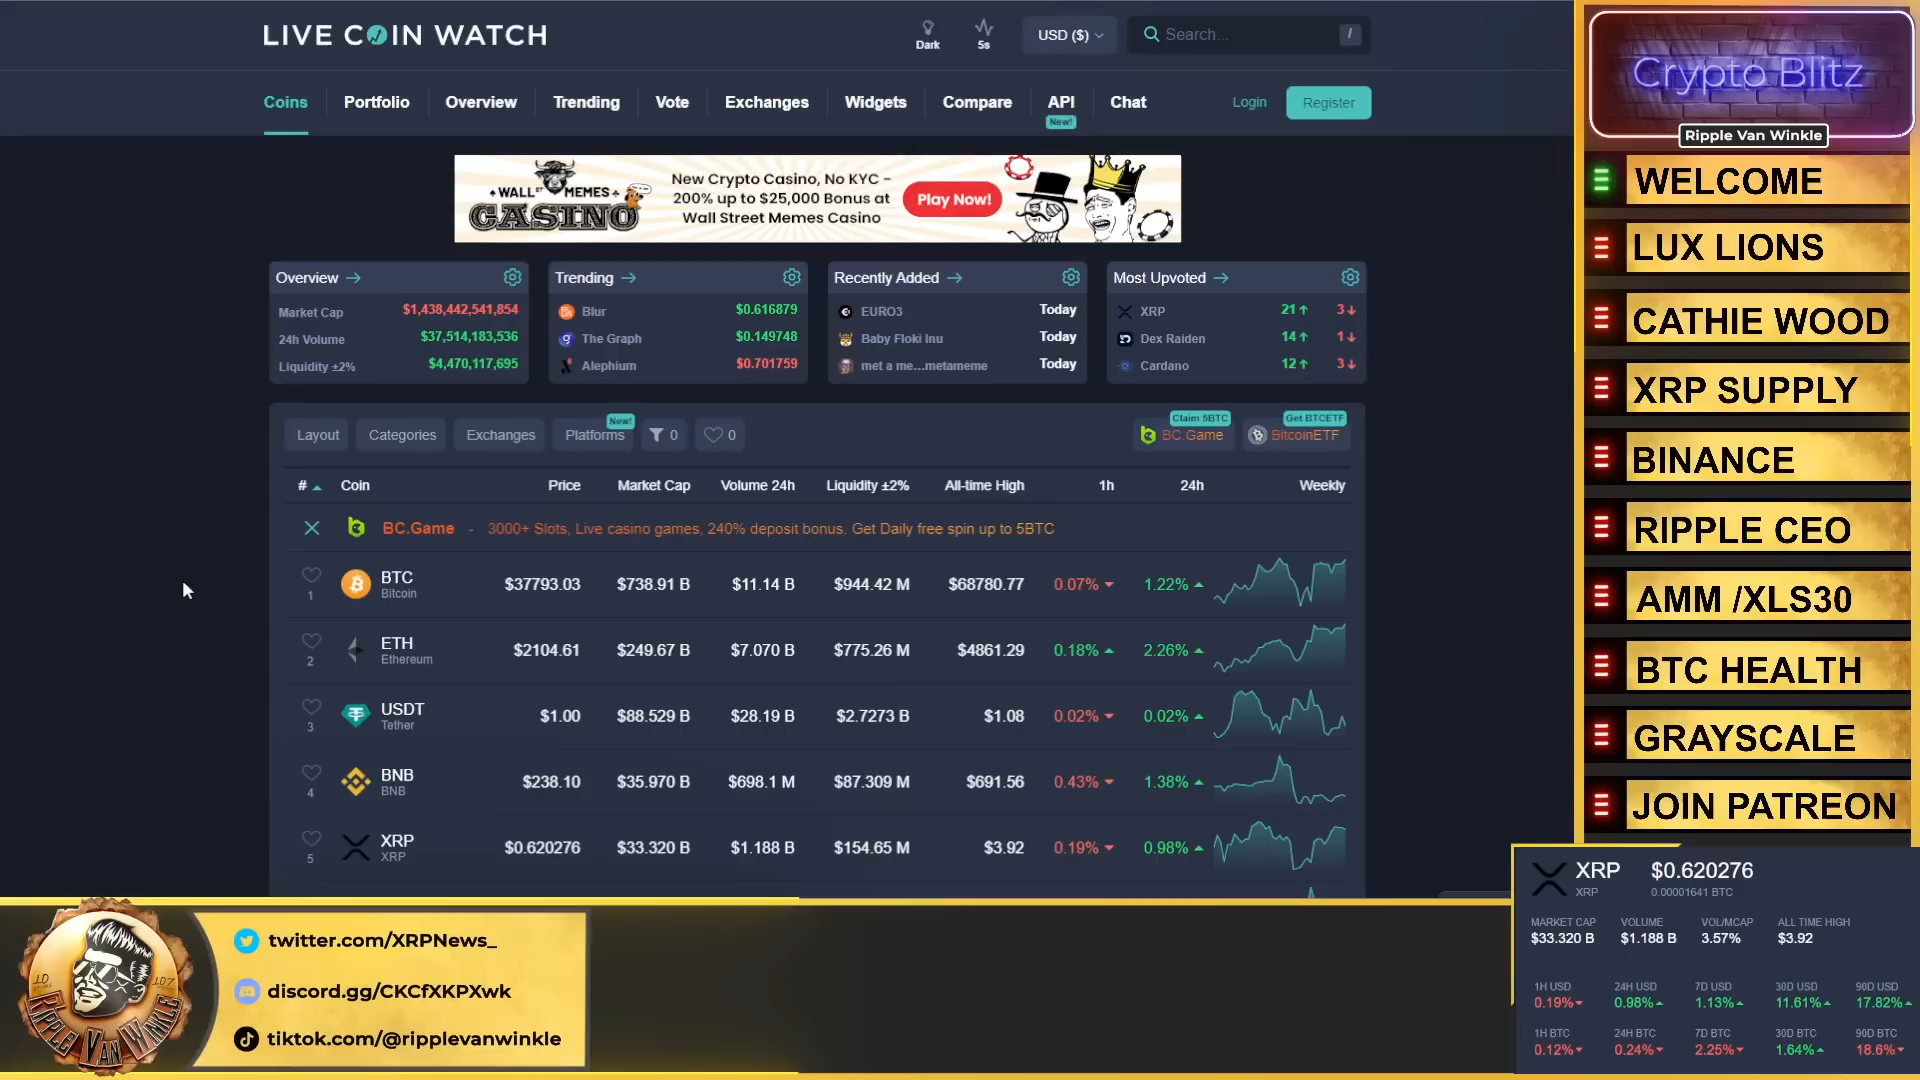 LIVE COIN WATCH
Dark
5s
USD ($)
Search...
/
Coins
Portfolio
Overview
Trending
Vote
Exchanges
Widgets
Compare
API
New!
Chat
Login
Register
WALL ST MEMES
CASINO
New Crypto Casino, No KYC -
200% up to $25,000 Bonus at
Wall Street Memes Casino
Play Now!
Overview
Market Cap $1,438,442,541,854
24h Volume $37,514,183,536
Liquidity ±2% $4,470,117,695
Trending
Blur $0.616879
The Graph $0.149748
Alephium $0.701759
Recently Added
EURO3 Today
Baby Floki Inu Today
met a me...metameme Today
Most Upvoted
XRP 21 3
Dex Raiden 14 1
Cardano 12 3
Layout
Categories
Exchanges
Platforms
New!
0
0
Claim 5BTC
BC.Game
Get BTCETF
BitcoinETF
# Coin Price Market Cap Volume 24h Liquidity ±2% All-time High 1h 24h Weekly
BC.Game - 3000+ Slots, Live casino games, 240% deposit bonus. Get Daily free spin up to 5BTC
1 BTC Bitcoin $37793.03 $738.91 B $11.14 B $944.42 M $68780.77 0.07% 1.22%
2 ETH Ethereum $2104.61 $249.67 B $7.070 B $775.26 M $4861.29 0.18% 2.26%
3 USDT Tether $1.00 $88.529 B $28.19 B $2.7273 B $1.08 0.02% 0.02%
4 BNB BNB $238.10 $35.970 B $698.1 M $87.309 M $691.56 0.43% 1.38%
5 XRP XRP $0.620276 $33.320 B $1.188 B $154.65 M $3.92 0.19% 0.98%
Crypto Blitz
Ripple Van Winkle
WELCOME
LUX LIONS
CATHIE WOOD
XRP SUPPLY
BINANCE
RIPPLE CEO
AMM /XLS30
BTC HEALTH
GRAYSCALE
JOIN PATREON
XRP $0.620276
XRP 0.00001641 BTC
MARKET CAP VOLUME VOL/MCAP ALL TIME HIGH
$33.320 B $1.188 B 3.57% $3.92
1H USD 24H USD 7D USD 30D USD 90D USD
0.19% 0.98% 1.13% 11.61% 17.82%
1H BTC 24H BTC 7D BTC 30D BTC 90D BTC
0.12% 0.24% 2.25% 1.64% 18.6%
RIPPLE VAN WINKLE
twitter.com/XRPNews_
discord.gg/CKCfXKPXwk
tiktok.com/@ripplevanwinkle